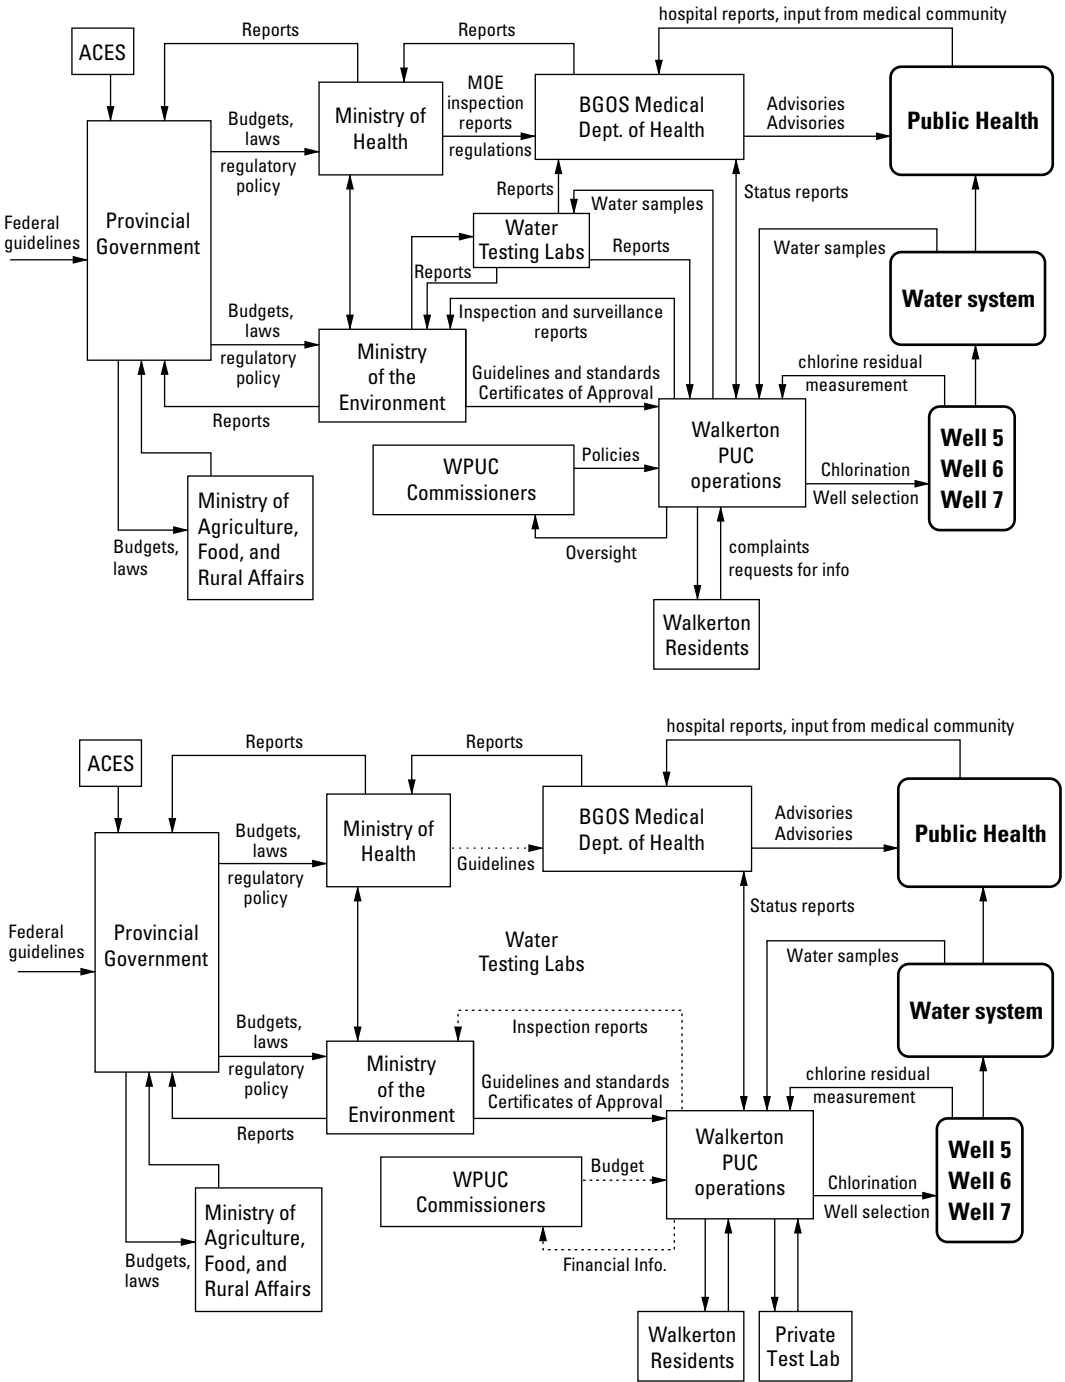 hospital reports, input from medical community
Reports
Reports
ACES
MOE
inspection
reports
regulations
Ministry of
Health
BGOS Medical
Dept. of Health
Advisories
Advisories
Public Health
Budgets,
laws
regulatory
policy
Reports
Water samples
Status reports
Federal
guidelines
Provincial
Government
Water
Testing Labs
Reports
Reports
Water samples
Water system
Budgets,
laws
regulatory
policy
Inspection and surveillance
reports
Ministry
of the
Environment
Guidelines and standards
Certificates of Approval
chlorine residual
measurement
Reports
WPUC
Commissioners
Policies
Walkerton
PUC
operations
Chlorination
Well selection
Well 5
Well 6
Well 7
Ministry of
Agriculture,
Food, and
Rural Affairs
Budgets,
laws
Oversight
complaints
requests for info
Walkerton
Residents
hospital reports, input from medical community
Reports
Reports
ACES
Ministry of
Health
Guidelines
BGOS Medical
Dept. of Health
Advisories
Advisories
Public Health
Budgets,
laws
regulatory
policy
Status reports
Federal
guidelines
Provincial
Government
Water
Testing Labs
Water samples
Water system
Budgets,
laws
regulatory
policy
Inspection reports
Ministry
of the
Environment
Guidelines and standards
Certificates of Approval
chlorine residual
measurement
Reports
WPUC
Commissioners
Budget
Walkerton
PUC
operations
Chlorination
Well selection
Well 5
Well 6
Well 7
Ministry of
Agriculture,
Food, and
Rural Affairs
Budgets,
laws
Financial Info.
Walkerton
Residents
Private
Test Lab